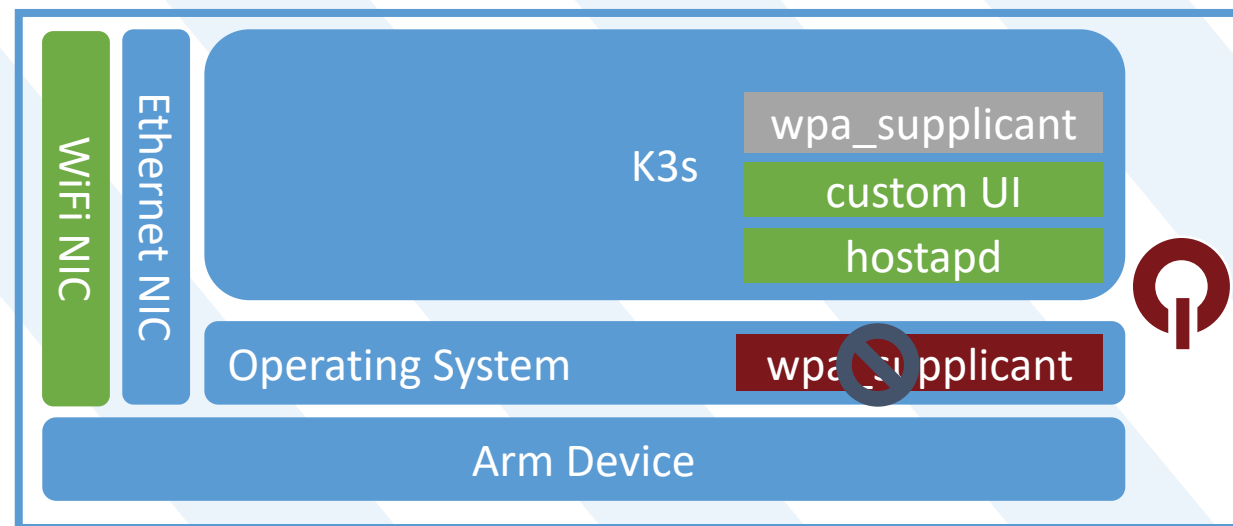 WiFi NIC
Ethernet NIC
K3s
wpa_supplicant
custom UI
hostapd
Operating System
wpa_supplicant
Arm Device